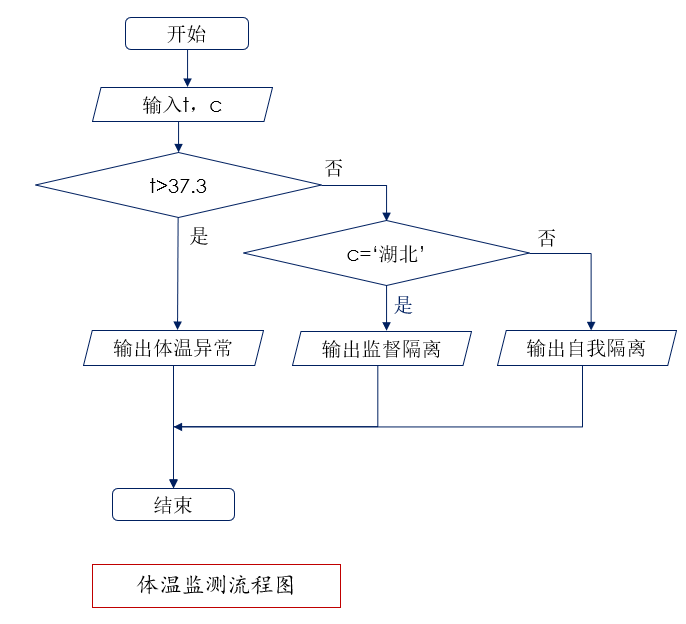 开始
输入t，c
t>37.3
否
是
c=‘湖北’
否
是
输出体温异常
输出监督隔离
输出自我隔离
结束
体温监测流程图